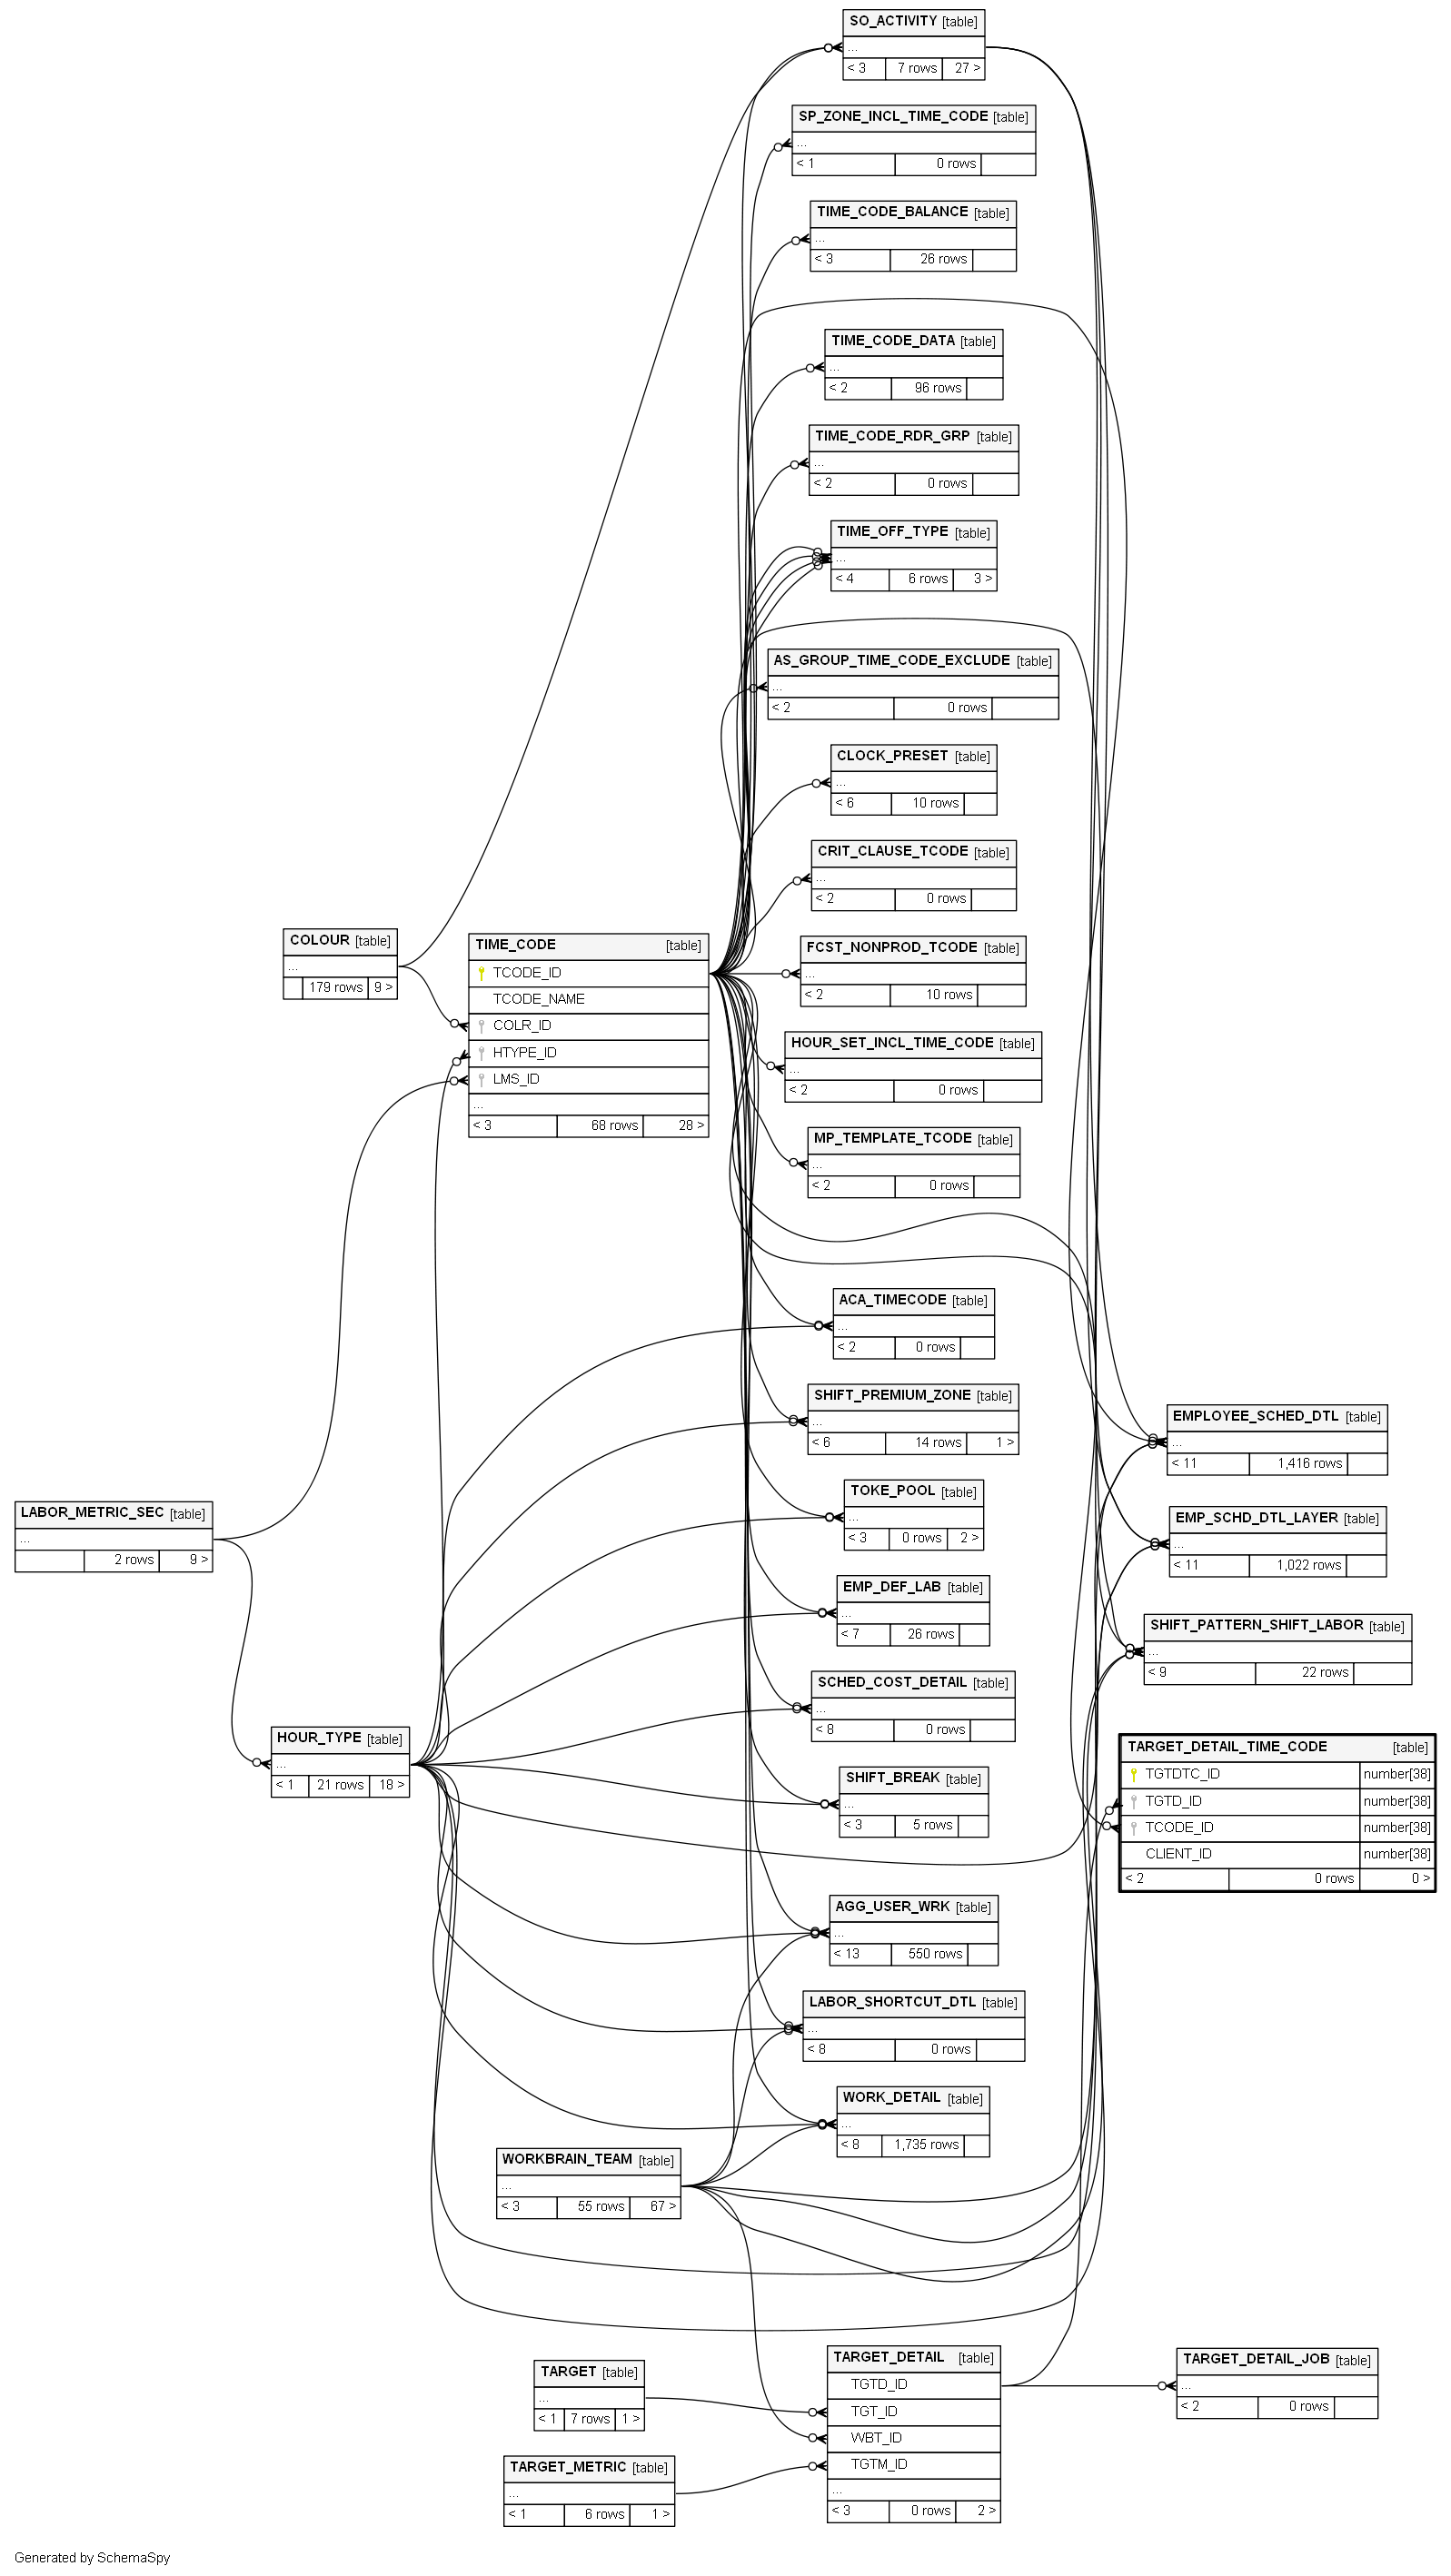 SO_ACTIVITY [table]
...
< 3 7 rows 27 >
SP_ZONE_INCL_TIME_CODE [table]
...
< 1 0 rows
TIME_CODE_BALANCE [table]
...
< 3 26 rows
TIME_CODE_DATA [table]
...
< 2 96 rows
TIME_CODE_RDR_GRP [table]
...
< 2 0 rows
TIME_OFF_TYPE [table]
...
< 4 6 rows 3 >
AS_GROUP_TIME_CODE_EXCLUDE [table]
...
< 2 0 rows
CLOCK_PRESET [table]
...
< 6 10 rows
CRIT_CLAUSE_TCODE [table]
...
< 2 0 rows
COLOUR [table]
...
179 rows 9 >
TIME_CODE [table]
TCODE_ID
TCODE_NAME
COLR_ID
HTYPE_ID
LMS_ID
...
< 3 68 rows 28 >
FCST_NONPROD_TCODE [table]
...
< 2 10 rows
HOUR_SET_INCL_TIME_CODE [table]
...
< 2 0 rows
MP_TEMPLATE_TCODE [table]
...
< 2 0 rows
ACA_TIMECODE [table]
...
< 2 0 rows
SHIFT_PREMIUM_ZONE [table]
...
< 6 14 rows 1 >
EMPLOYEE_SCHED_DTL [table]
...
< 11 1,416 rows
TOKE_POOL [table]
...
< 3 0 rows 2 >
LABOR_METRIC_SEC [table]
...
2 rows 9 >
EMP_SCHD_DTL_LAYER [table]
...
< 11 1,022 rows
EMP_DEF_LAB [table]
...
< 7 26 rows
SHIFT_PATTERN_SHIFT_LABOR [table]
...
< 9 22 rows
SCHED_COST_DETAIL [table]
...
< 8 0 rows
HOUR_TYPE [table]
...
< 1 21 rows 18 >
TARGET_DETAIL_TIME_CODE [table]
TGTDTC_ID number[38]
TGTD_ID number[38]
TCODE_ID number[38]
CLIENT_ID number[38]
< 2 0 rows 0 >
SHIFT_BREAK [table]
...
< 3 5 rows
AGG_USER_WRK [table]
...
< 13 550 rows
LABOR_SHORTCUT_DTL [table]
...
< 8 0 rows
WORK_DETAIL [table]
...
< 8 1,735 rows
WORKBRAIN_TEAM [table]
...
< 3 55 rows 67 >
TARGET_DETAIL [table]
TGTD_ID
TGT_ID
WBT_ID
TGTM_ID
...
< 3 0 rows 2 >
TARGET_DETAIL_JOB [table]
...
< 2 0 rows
TARGET [table]
...
< 1 7 rows 1 >
TARGET_METRIC [table]
...
< 1 6 rows 1 >
Generated by SchemaSpy